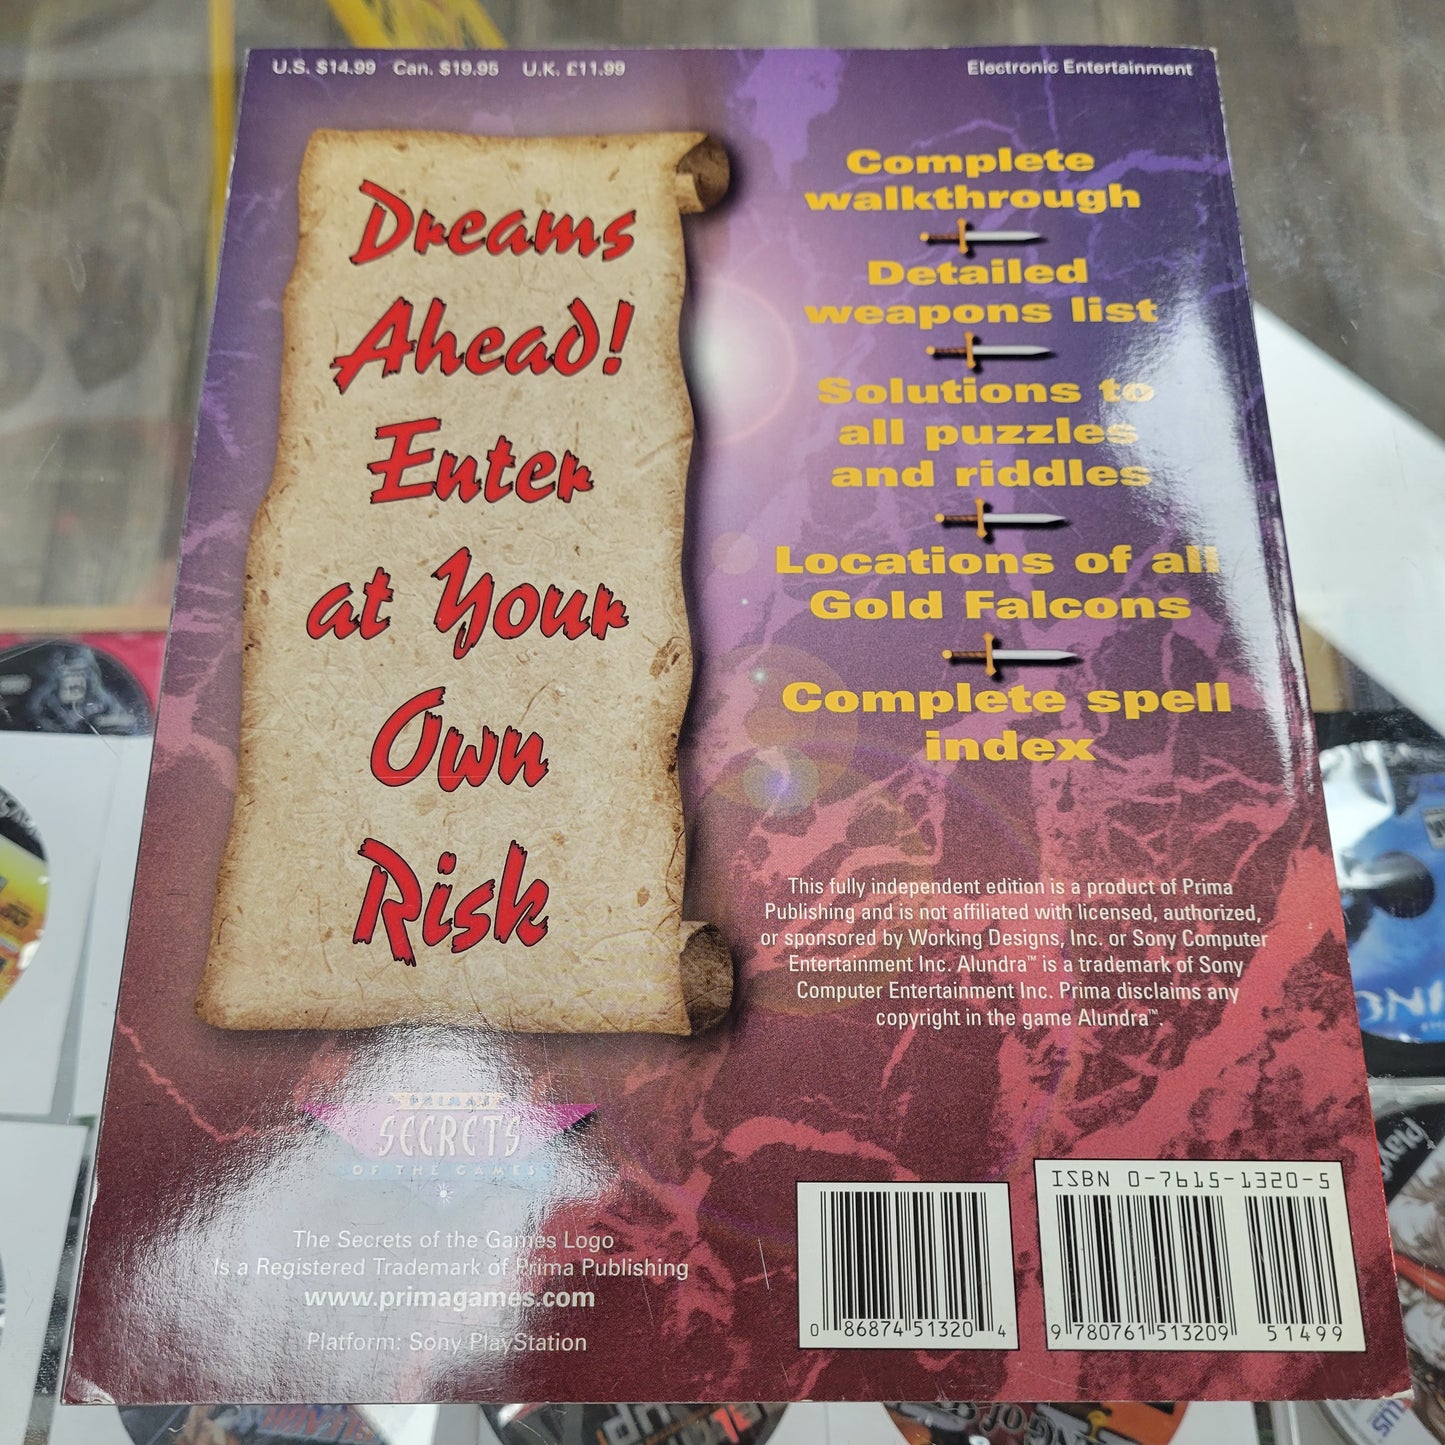 U.S. $14.99 Can. $19.95 U.K. £11.99
Electronic Entertainment
Dreams
Ahead!
Enter
at Your
Own
Risk
Complete
walkthrough
Detailed
weapons list
Solutions to
all puzzles
and riddles
Locations of all
Gold Falcons
Complete spell
index
This fully independent edition is a product of Prima
Publishing and is not affiliated with licensed, authorized,
or sponsored by Working Designs, Inc. or Sony Computer
Entertainment Inc. Alundra™ is a trademark of Sony
Computer Entertainment Inc. Prima disclaims any
copyright in the game Alundra™.
SECRETS
OF THE GAMES
The Secrets of the Games Logo
Is a Registered Trademark of Prima Publishing
www.primagames.com
Platform: Sony PlayStation
0 86874 51320 4
ISBN 0-7615-1320-5
9 780761 513209 51499